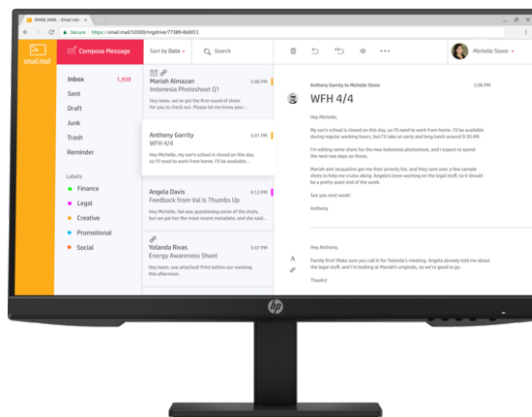 SNAIL.MAIL - Email Inb...
Secure https://smail.mail/10300/mrgdrive/77389-8b0011
snail.mail
Compose Message
Sort by Date
Search
Michelle Stone
Inbox 1,939
Sent
Draft
Junk
Trash
Reminder
Labels
Finance
Legal
Creative
Promotional
Social
Mariah Almazan 5:06 PM
Indonesia Photoshoot Q1
Hey team, we've got the first round of shots
for you to check out. Please let me know your...
Anthony Gorrity 5:01 PM
WFH 4/4
Hey Michelle, my son's school is closed on this day,
so I'll need to work from home. I'll be available...
Angela Davis 4:12 PM
Feedback from Val is Thumbs Up
Hey team, Val was questioning some of the shots,
but we got her the most recent metadata, and she said...
Yolanda Rivas 3:47 PM
Energy Awareness Sheet
Hey team, see attached! Print before our meeting
this afternoon.
Anthony Gorrity to Michelle Stone 5:06 PM
WFH 4/4
Hey Michelle,
My son's school is closed on this day, so I'll need to work from home. I'll be available
during regular working hours, but I'll take an early and long lunch around 9:30 AM.
I'm editing some shots for the new Indonesia photoshoot, and I expect to spend
the next two days on those.
Mariah and Jacqueline got me their priority list, and they sent over a few sample
shots to help me cruise along. Angela's been working on the legal stuff, so it should
be a pretty quiet end of the week.
See you next week!
Anthony
Hey Anthony,
Family first! Make sure you call in for Yolanda's meeting. Angela already told me about
the legal stuff, and I'm looking at Mariah's originals, so we're good to go.
Thanks!
hp